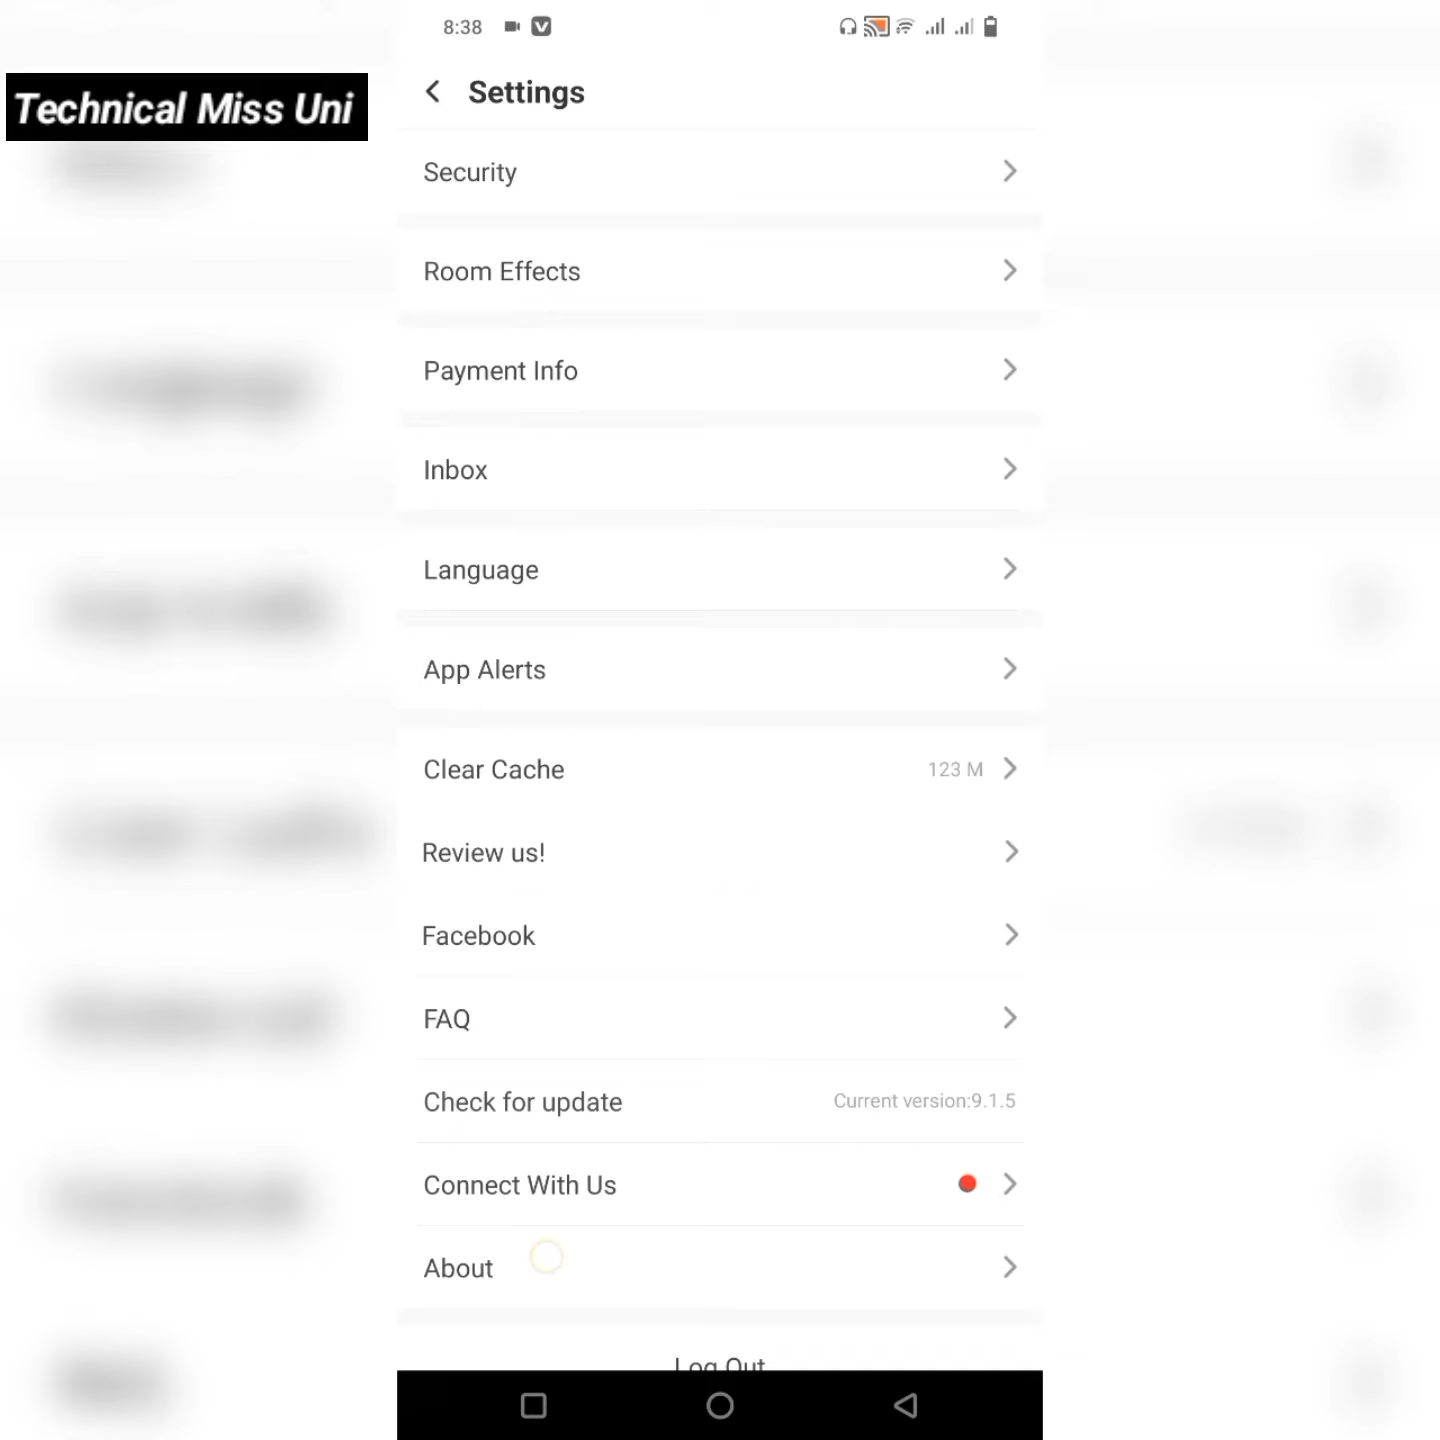 8:38
Technical Miss Uni
Settings
Security
Room Effects
Payment Info
Inbox
Language
App Alerts
Clear Cache 123 M
Review us!
Facebook
FAQ
Check for update Current version:9.1.5
Connect With Us
About
Log Out